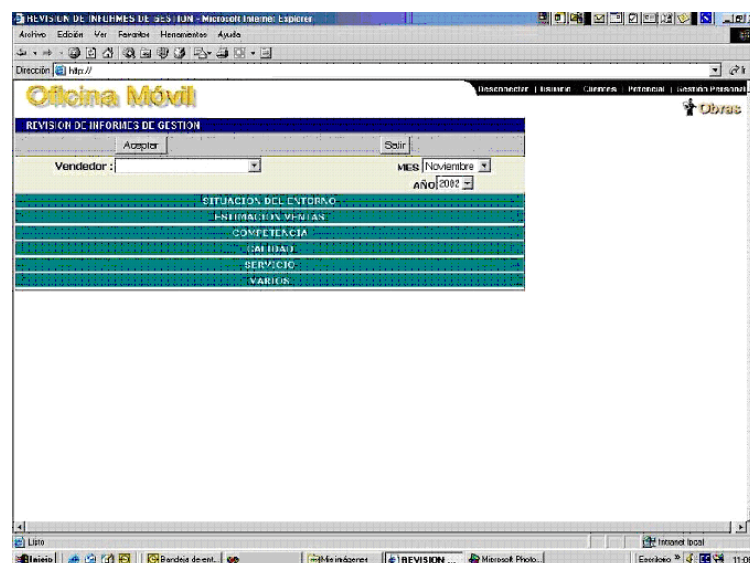 REVISION DE INFORMES DE GESTION - Microsoft Internet Explorer
Archivo Edición Ver Favoritos Herramientas Ayuda
Dirección http://
Oficina Móvil
Desconectar | Usuario Clientes | Potencial | Gestión Personal
Obras
REVISION DE INFORMES DE GESTION
Aceptar Salir
Vendedor : MES Noviembre
AÑO 2002
SITUACION DEL ENTORNO
ESTIMACION VENTAS
COMPETENCIA
CALIDAD
SERVICIO
VARIOS
Listo Intranet local
Inicio Bandeja de ent... Mis imágenes REVISION ... Microsoft Photo... Escritorio »